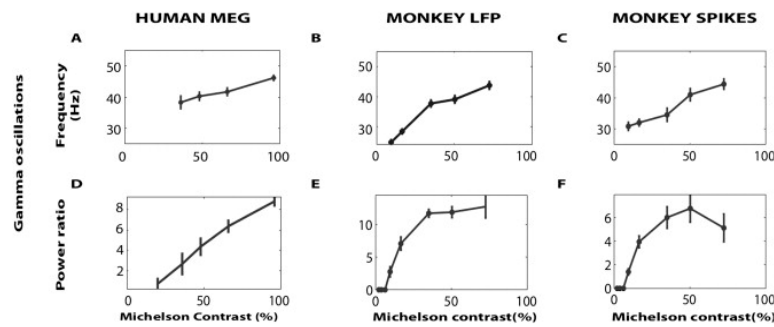 HUMAN MEG MONKEY LFP MONKEY SPIKES
A B C
Gamma oscillations
Frequency
(Hz)
50 50 50
40 40 40
30 30 30
0 50 100 0 50 100 0 50 100
D E F
Power ratio
8
6
4
2
10
5
0
6
4
2
0
0 50 100 0 50 100 0 50 100
Michelson Contrast (%) Michelson contrast(%) Michelson contrast(%)